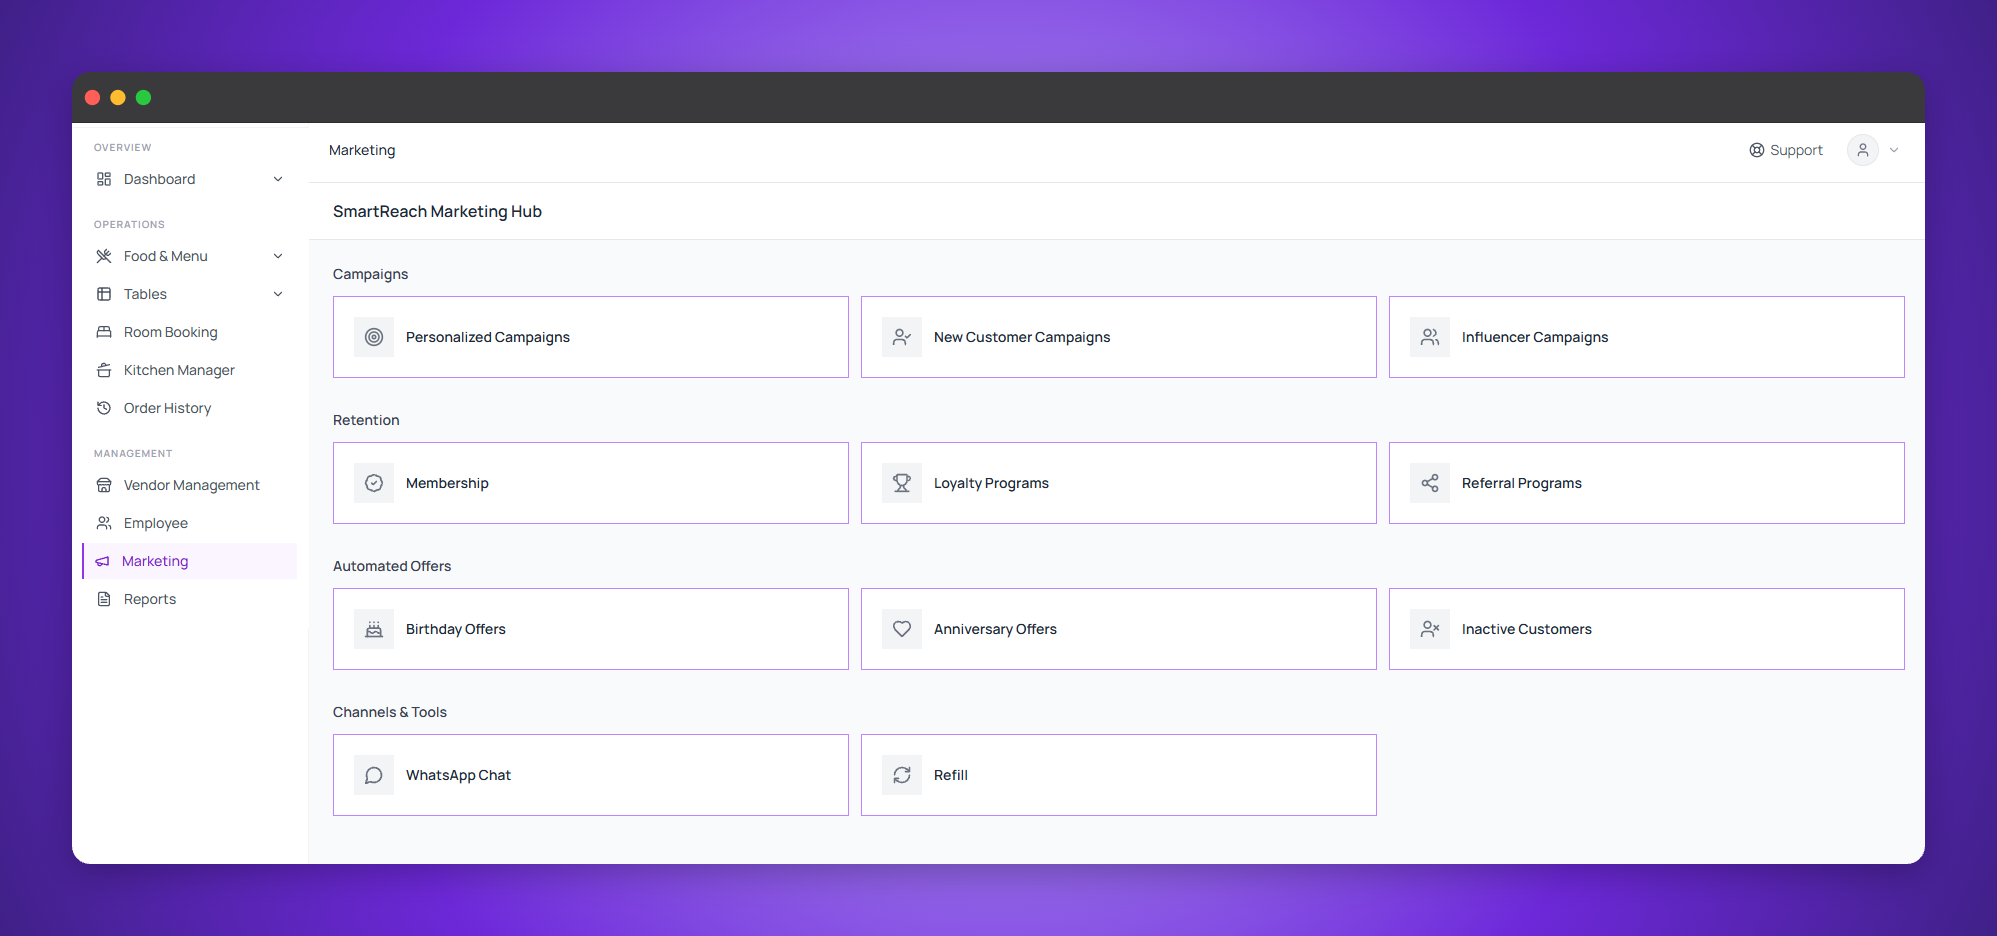 OVERVIEW
Dashboard
OPERATIONS
Food & Menu
Tables
Room Booking
Kitchen Manager
Order History
MANAGEMENT
Vendor Management
Employee
Marketing
Reports
Marketing
Support
SmartReach Marketing Hub
Campaigns
Personalized Campaigns
New Customer Campaigns
Influencer Campaigns
Retention
Membership
Loyalty Programs
Referral Programs
Automated Offers
Birthday Offers
Anniversary Offers
Inactive Customers
Channels & Tools
WhatsApp Chat
Refill